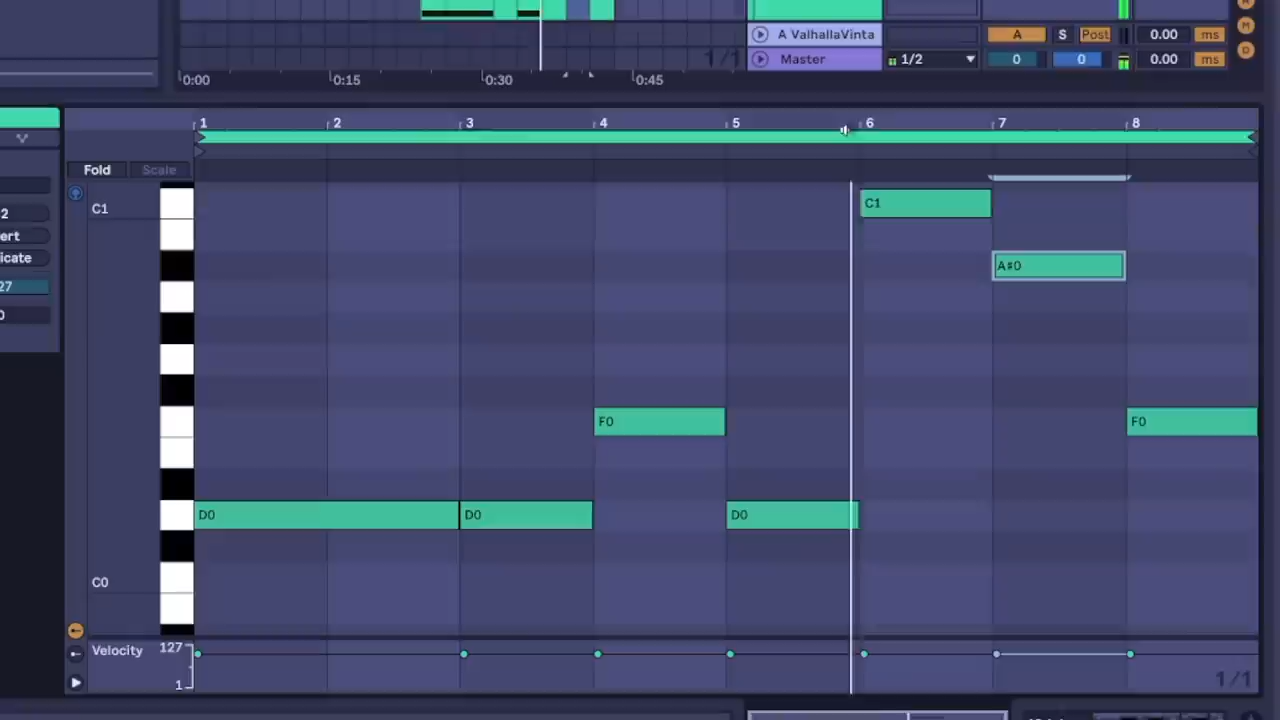 A ValhallaVinta
A S Post 0.00 ms
1/1 Master 1/2 0 0 0.00 ms
0:00 0:15 0:30 0:45
1 2 3 4 5 6 7 8
Fold Scale
C1 C1
2
ert
icate
A♯0
27
0
F0 F0
D0 D0 D0
C0
Velocity 127
1 1/1